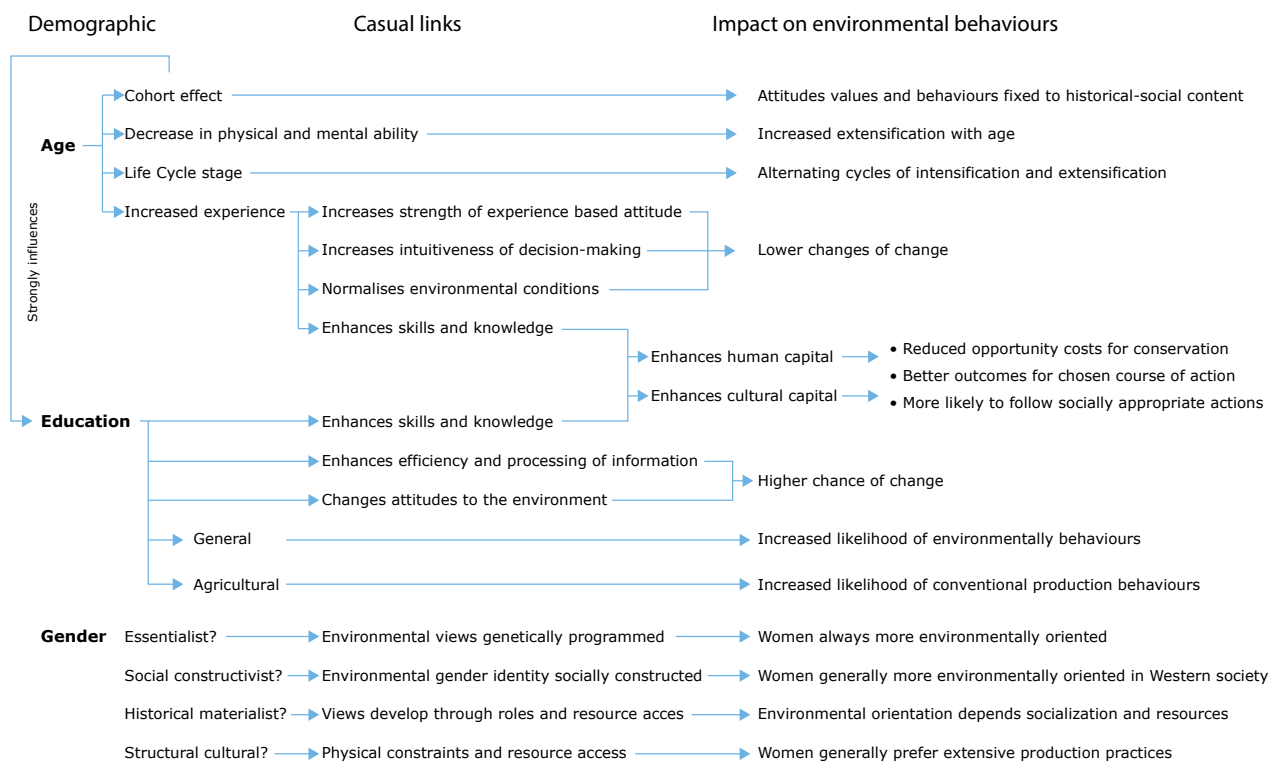 Demographic
Casual links
Impact on environmental behaviours
Cohort effect
Attitudes values and behaviours fixed to historical-social content
Age
Decrease in physical and mental ability
Increased extensification with age
Life Cycle stage
Alternating cycles of intensification and extensification
Strongly influences
Increased experience
Increases strength of experience based attitude
Increases intuitiveness of decision-making
Lower changes of change
Normalises environmental conditions
Enhances skills and knowledge
Enhances human capital
• Reduced opportunity costs for conservation
• Better outcomes for chosen course of action
Enhances cultural capital
• More likely to follow socially appropriate actions
Education
Enhances skills and knowledge
Enhances efficiency and processing of information
Higher chance of change
Changes attitudes to the environment
General
Increased likelihood of environmentally behaviours
Agricultural
Increased likelihood of conventional production behaviours
Gender
Essentialist?
Environmental views genetically programmed
Women always more environmentally oriented
Social constructivist?
Environmental gender identity socially constructed
Women generally more environmentally oriented in Western society
Historical materialist?
Views develop through roles and resource acces
Environmental orientation depends socialization and resources
Structural cultural?
Physical constraints and resource access
Women generally prefer extensive production practices